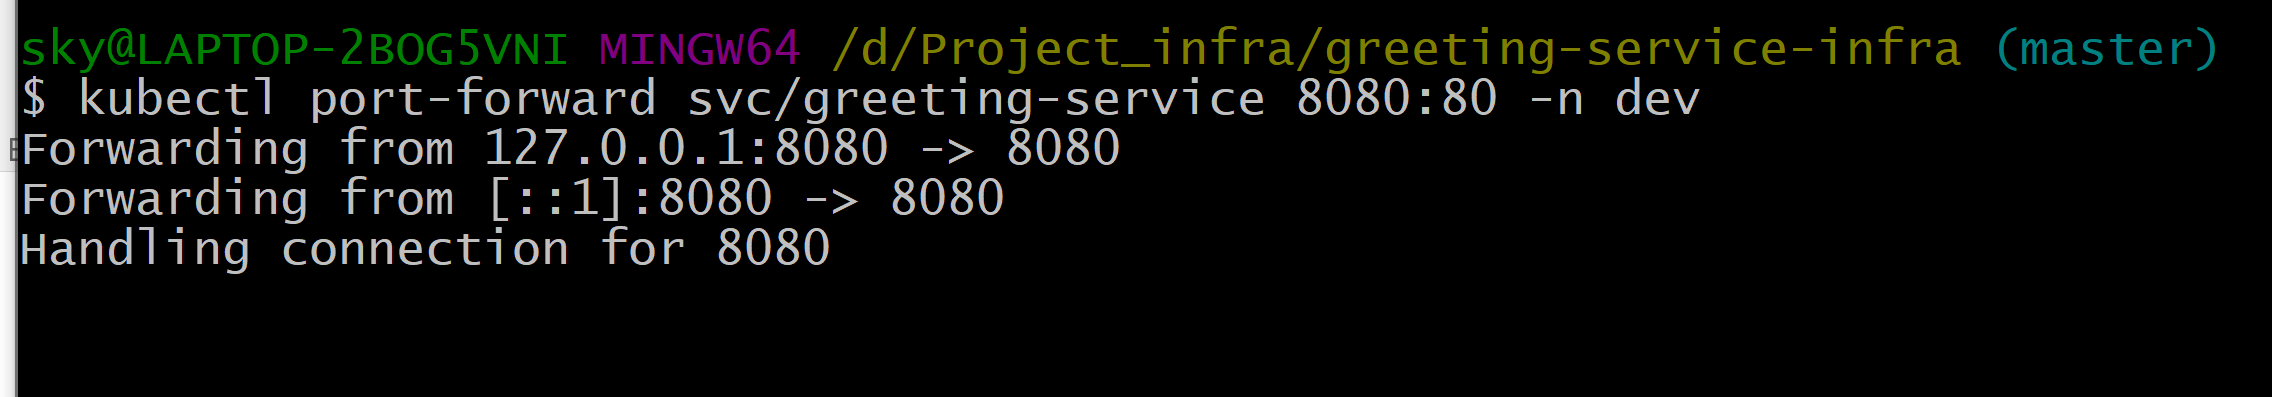 sky@LAPTOP-2BOG5VNI MINGW64 /d/Project_infra/greeting-service-infra (master)
$ kubectl port-forward svc/greeting-service 8080:80 -n dev
Forwarding from 127.0.0.1:8080 -> 8080
Forwarding from [::1]:8080 -> 8080
Handling connection for 8080